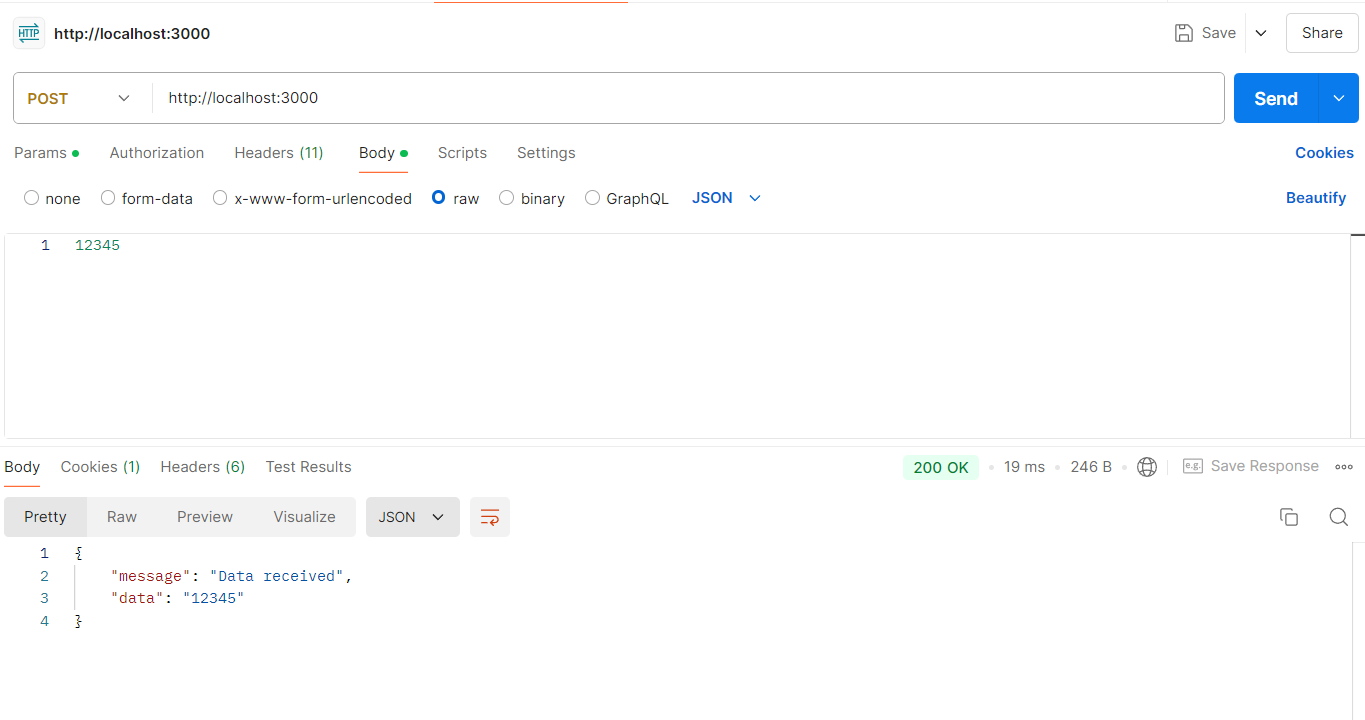 HTTP http://localhost:3000 Save Share
POST http://localhost:3000 Send
Params Authorization Headers (11) Body Scripts Settings Cookies
none form-data x-www-form-urlencoded raw binary GraphQL JSON Beautify
1 12345
Body Cookies (1) Headers (6) Test Results 200 OK 19 ms 246 B e.g. Save Response
Pretty Raw Preview Visualize JSON
1 {
2 "message": "Data received",
3 "data": "12345"
4 }